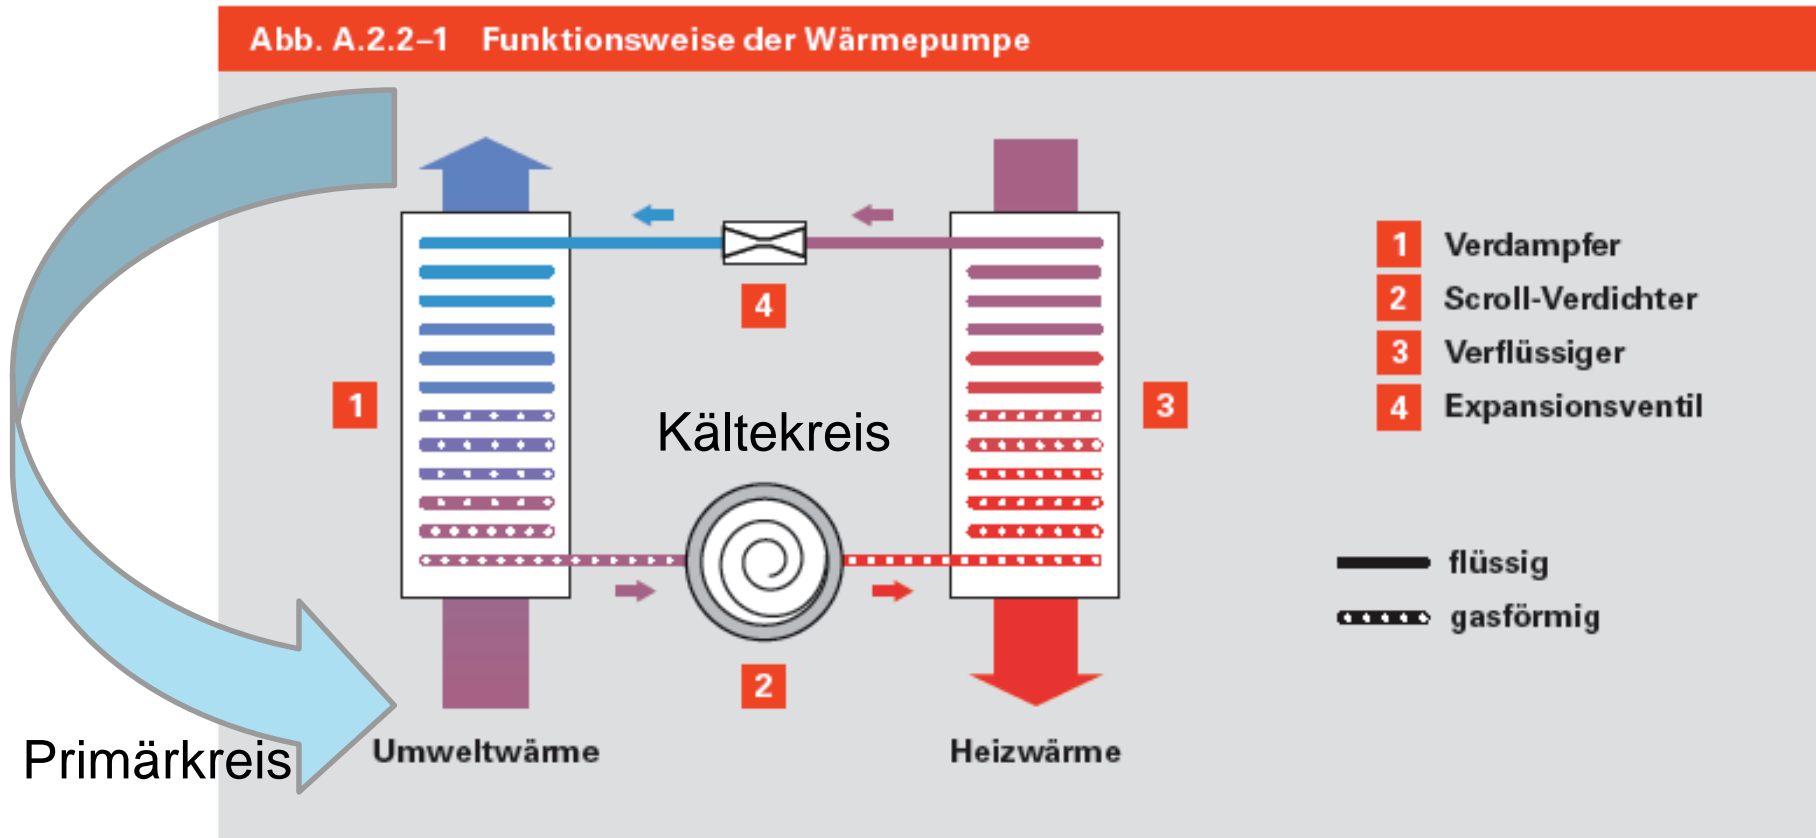 Abb. A.2.2–1 Funktionsweise der Wärmepumpe
1 Verdampfer
2 Scroll-Verdichter
3 Verflüssiger
4 Expansionsventil
4
1
3
Kältekreis
flüssig
gasförmig
2
Primärkreis
Umweltwärme
Heizwärme